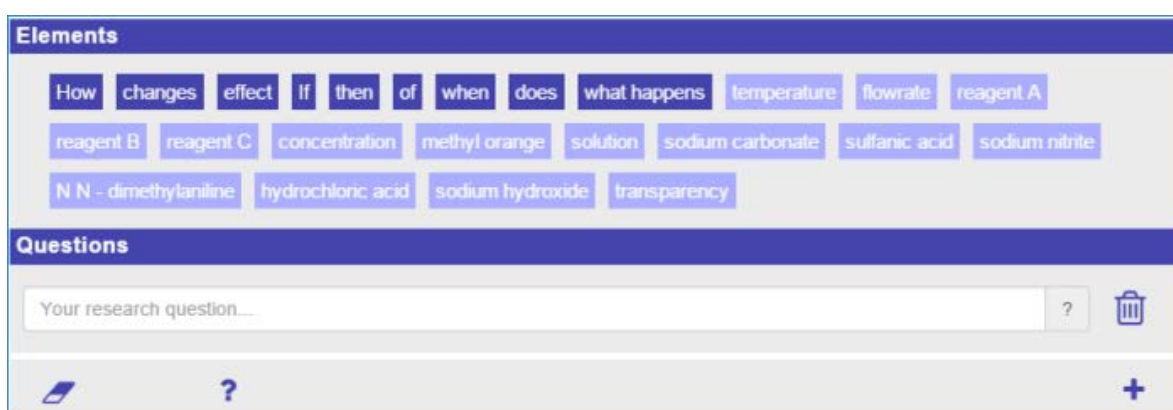 Elements
How changes effect If then of when does what happens temperature flowrate reagent A
reagent B reagent C concentration methyl orange solution sodium carbonate sulfanic acid sodium nitrite
N N - dimethylaniline hydrochloric acid sodium hydroxide transparency
Questions
Your research question.... ?
?